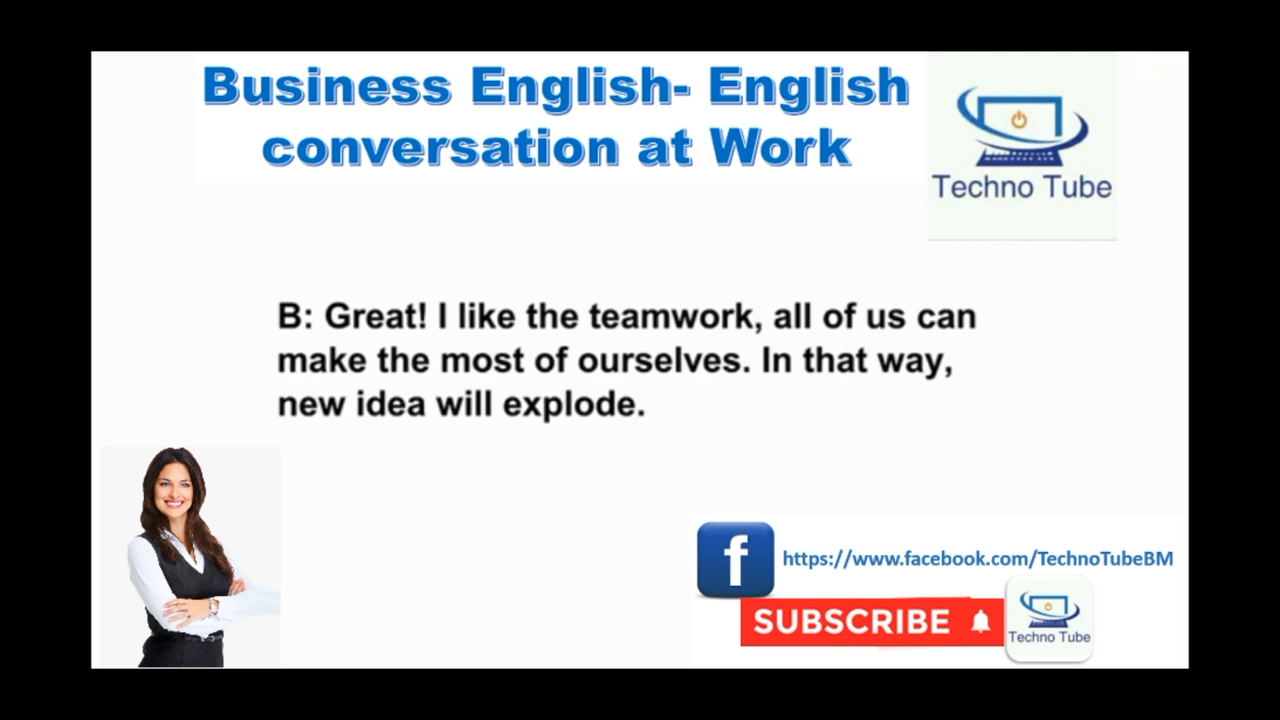 Business English- English
conversation at Work
Techno Tube
B: Great! I like the teamwork, all of us can
make the most of ourselves. In that way,
new idea will explode.
f
https://www.facebook.com/TechnoTubeBM
SUBSCRIBE
Techno Tube